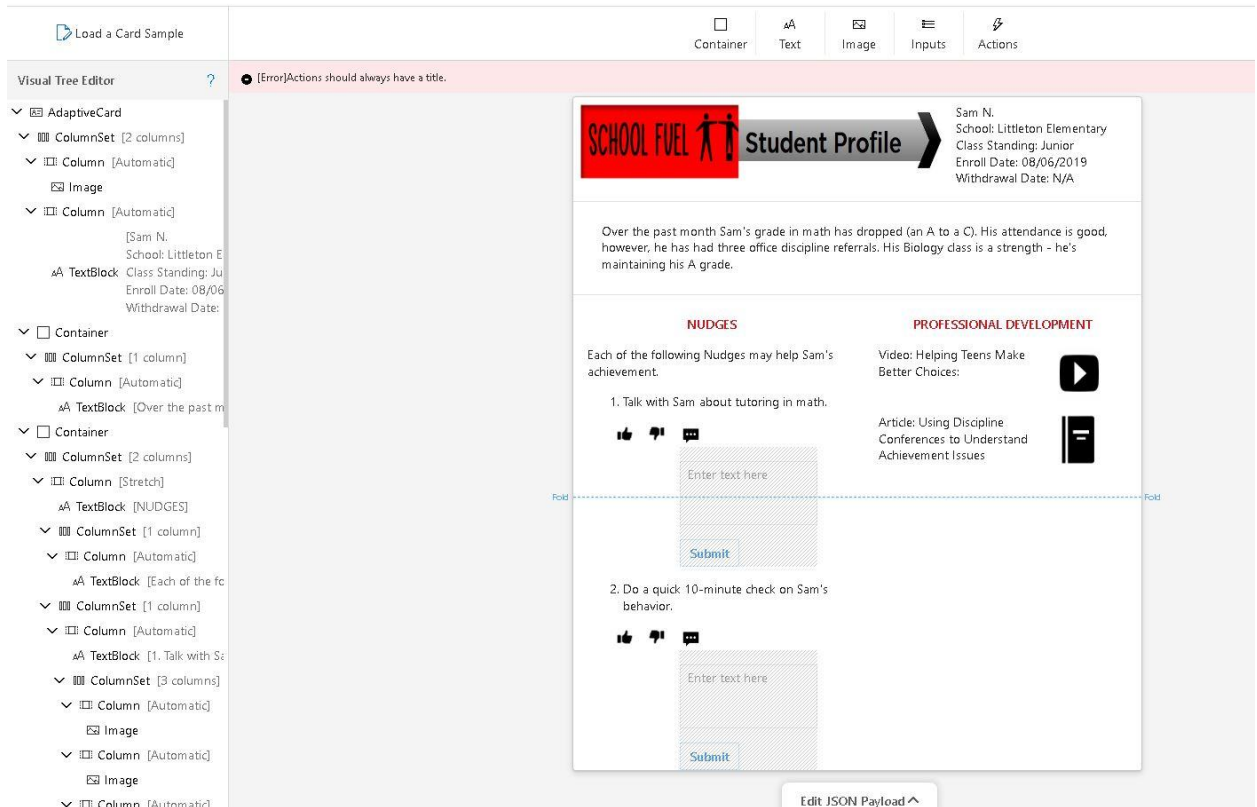 Load a Card Sample
Container
Text
Image
Inputs
Actions
Visual Tree Editor
?
[Error]Actions should always have a title.
AdaptiveCard
ColumnSet [2 columns]
Column [Automatic]
Image
Column [Automatic]
[Sam N.
School: Littleton E
TextBlock Class Standing: Ju
Enroll Date: 08/06
Withdrawal Date:
Container
ColumnSet [1 column]
Column [Automatic]
TextBlock [Over the past m
Container
ColumnSet [2 columns]
Column [Stretch]
TextBlock [NUDGES]
ColumnSet [1 column]
Column [Automatic]
TextBlock [Each of the fo
ColumnSet [1 column]
Column [Automatic]
TextBlock [1. Talk with Sa
ColumnSet [3 columns]
Column [Automatic]
Image
Column [Automatic]
Image
Column [Automatic]
SCHOOL FUEL
Student Profile
Sam N.
School: Littleton Elementary
Class Standing: Junior
Enroll Date: 08/06/2019
Withdrawal Date: N/A
Over the past month Sam's grade in math has dropped (an A to a C). His attendance is good,
however, he has had three office discipline referrals. His Biology class is a strength - he's
maintaining his A grade.
NUDGES
Each of the following Nudges may help Sam's
achievement.
1. Talk with Sam about tutoring in math.
Enter text here
Submit
2. Do a quick 10-minute check on Sam's
behavior.
Enter text here
Submit
PROFESSIONAL DEVELOPMENT
Video: Helping Teens Make
Better Choices:
Article: Using Discipline
Conferences to Understand
Achievement Issues
Fold
Fold
Edit JSON Payload